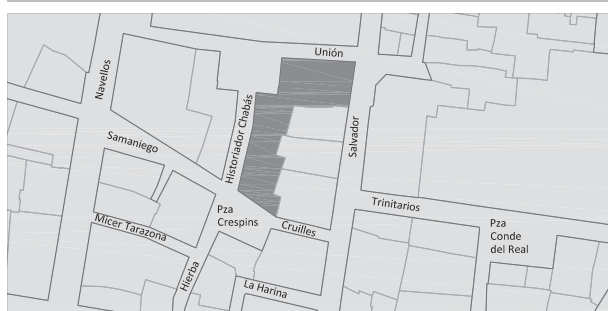 Unión
Navellos
Historiador Chabás
Salvador
Samaniego
Trinitarios
Pza
Crespins
Cruilles
Pza
Conde
del Real
Micer Tarazona
Hierba
La Harina